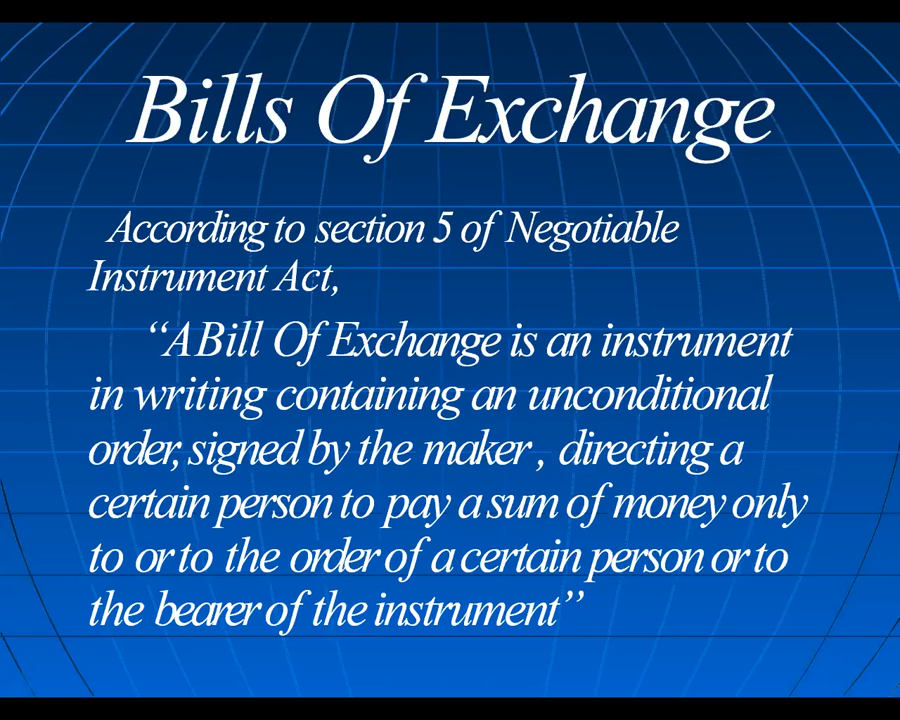 Bills Of Exchange
According to section 5 of Negotiable
Instrument Act,
“A Bill Of Exchange is an instrument
in writing containing an unconditional
order, signed by the maker , directing a
certain person to pay a sum of money only
to or to the order of a certain person or to
the bearer of the instrument”